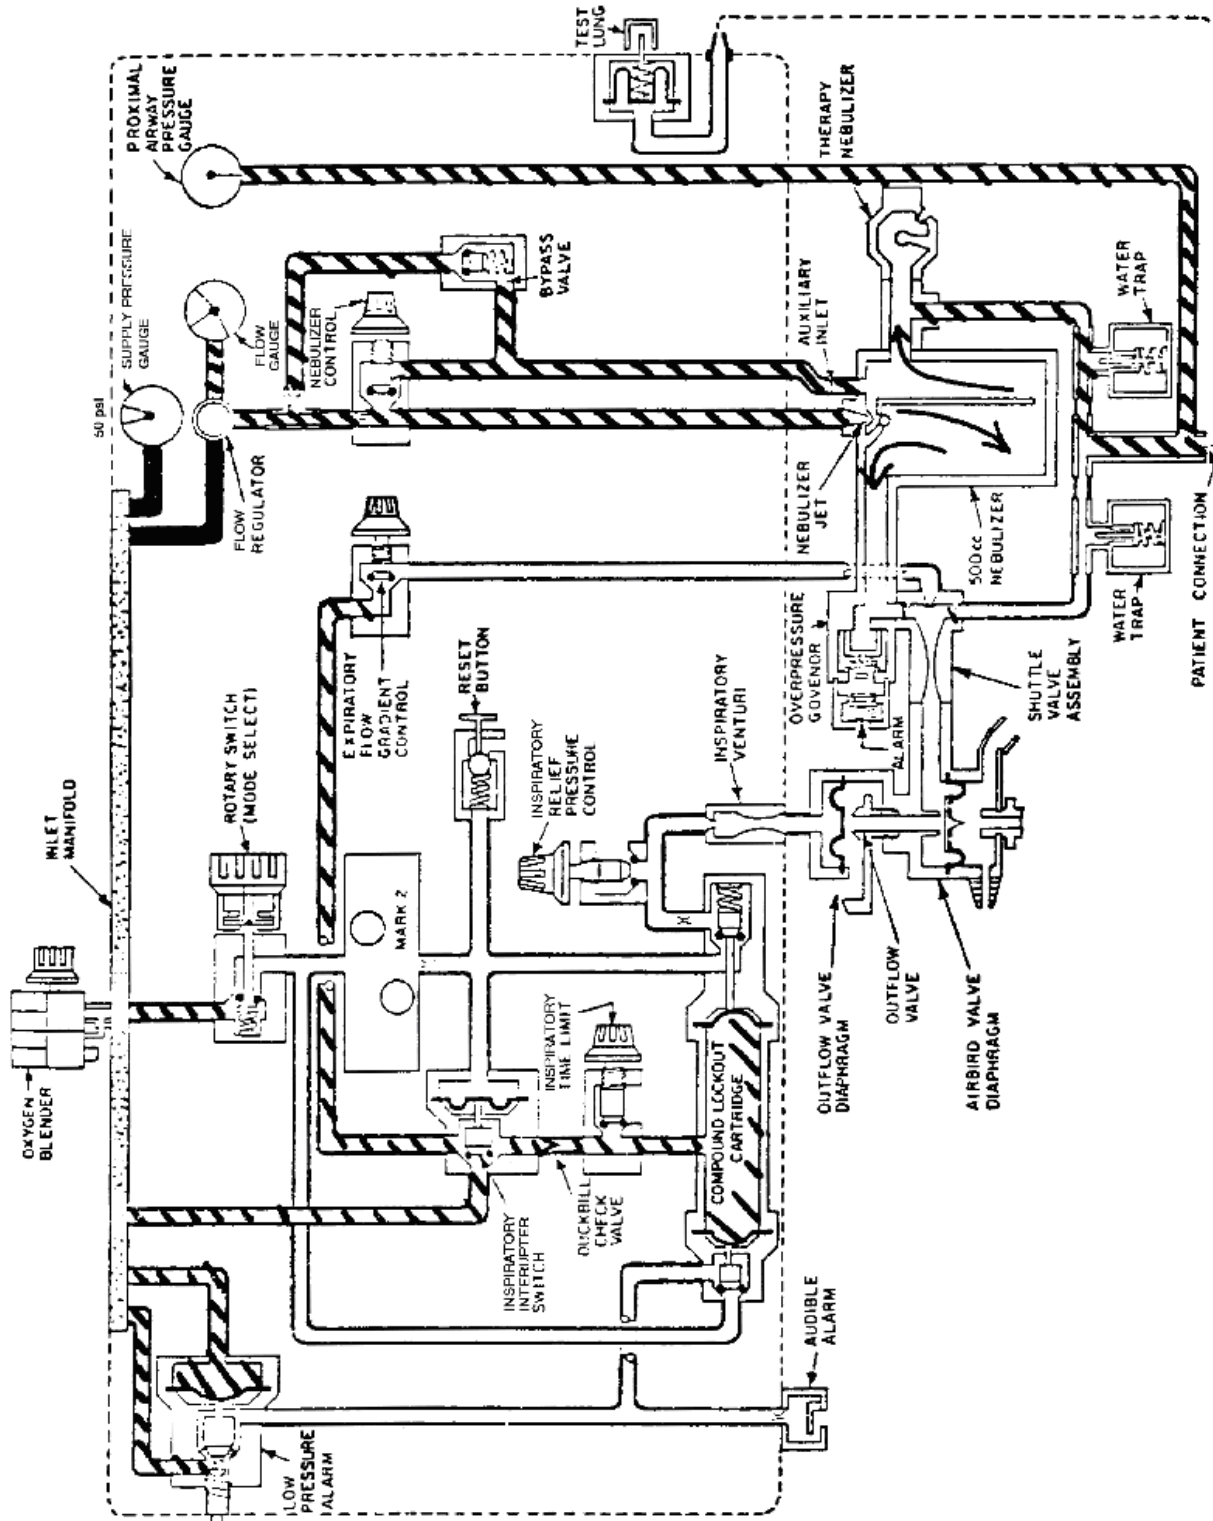 TEST
LUNG
PROXIMAL
AIRWAY
PRESSURE
GAUGE
THERAPY
NEBULIZER
SUPPLY PRESSURE
GAUGE
50 psi
FLOW
GAUGE
NEBULIZER
CONTROL
BYPASS
VALVE
AUXILIARY
INLET
WATER
TRAP
FLOW
REGULATOR
NEBULIZER
JET
500cc
NEBULIZER
WATER
TRAP
PATIENT CONNECTION
INLET
MANIFOLD
ROTARY SWITCH
(MODE SELECT)
EXPIRATORY
FLOW
GRADIENT
CONTROL
RESET
BUTTON
INSPIRATORY
RELIEF
PRESSURE
CONTROL
INSPIRATORY
VENTURI
OVERPRESSURE
GOVENOR
ALARM
SHUTTLE
VALVE
ASSEMBLY
OXYGEN
BLENDER
MARK 2
INSPIRATORY
TIME LIMIT
X
COMPOUND LOCKOUT
CARTRIDGE
OUTFLOW VALVE
DIAPHRAGM
OUTFLOW
VALVE
AIRBIRD VALVE
DIAPHRAGM
INSPIRATORY
INTERUPTER
SWITCH
DUCKBILL
CHECK
VALVE
LOW
PRESSURE
ALARM
AUDIBLE
ALARM